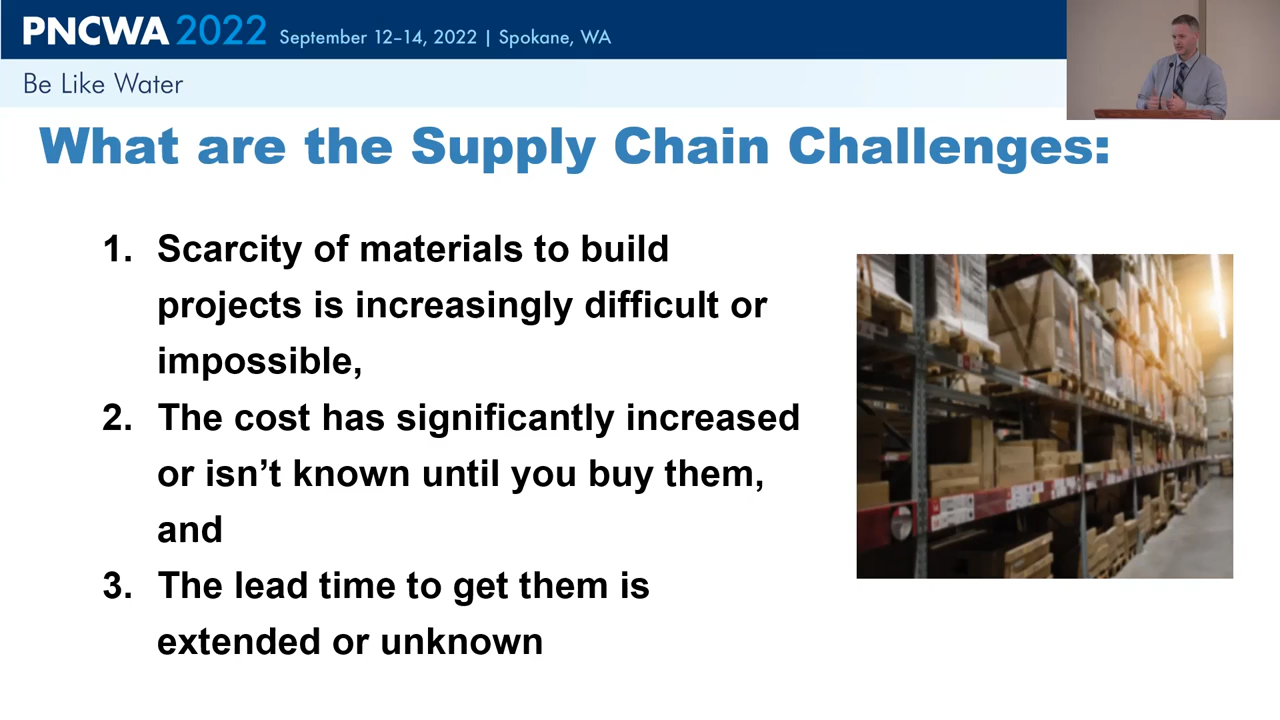 PNCWA 2022 September 12–14, 2022 | Spokane, WA
Be Like Water
What are the Supply Chain Challenges:
1. Scarcity of materials to build
projects is increasingly difficult or
impossible,
2. The cost has significantly increased
or isn’t known until you buy them,
and
3. The lead time to get them is
extended or unknown